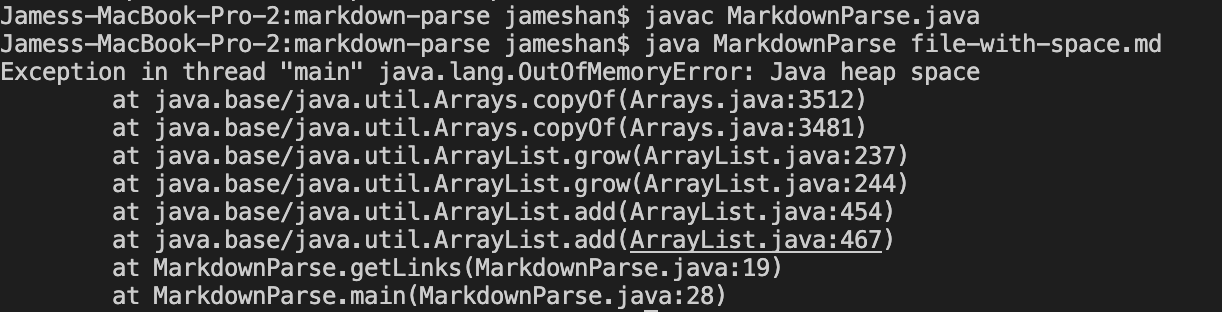 Jamess-MacBook-Pro-2:markdown-parse jameshan$ javac MarkdownParse.java
Jamess-MacBook-Pro-2:markdown-parse jameshan$ java MarkdownParse file-with-space.md
Exception in thread "main" java.lang.OutOfMemoryError: Java heap space
        at java.base/java.util.Arrays.copyOf(Arrays.java:3512)
        at java.base/java.util.Arrays.copyOf(Arrays.java:3481)
        at java.base/java.util.ArrayList.grow(ArrayList.java:237)
        at java.base/java.util.ArrayList.grow(ArrayList.java:244)
        at java.base/java.util.ArrayList.add(ArrayList.java:454)
        at java.base/java.util.ArrayList.add(ArrayList.java:467)
        at MarkdownParse.getLinks(MarkdownParse.java:19)
        at MarkdownParse.main(MarkdownParse.java:28)